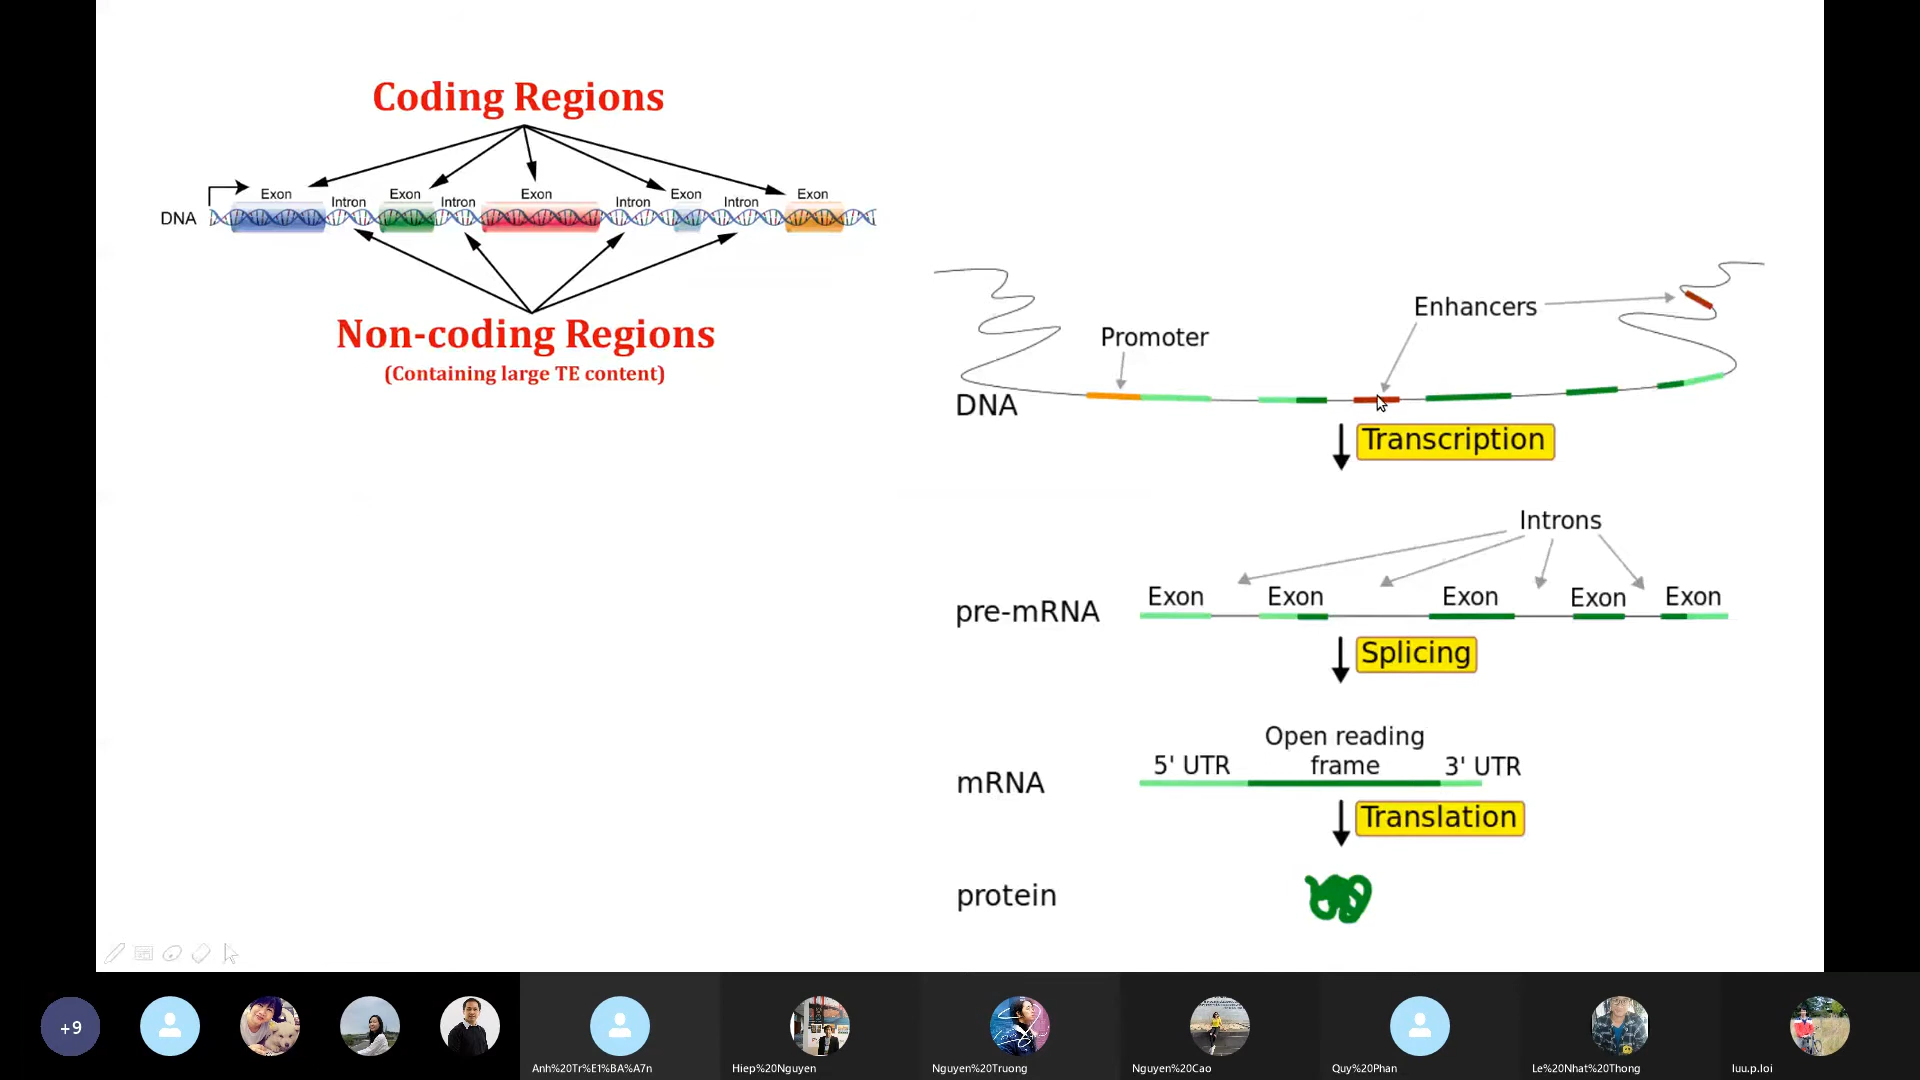 Coding Regions
Exon Exon Exon Exon Exon
Intron Intron Intron Intron
DNA
Non-coding Regions
(Containing large TE content)
Enhancers
Promoter
DNA
Transcription
Introns
Exon Exon Exon Exon Exon
pre-mRNA
Splicing
Open reading
5' UTR frame 3' UTR
mRNA
Translation
protein
+9
Anh%20Tr%E1%BA%A7n Hiep%20Nguyen Nguyen%20Truong Nguyen%20Cao Quy%20Phan Le%20Nhat%20Thong luu.p.loi